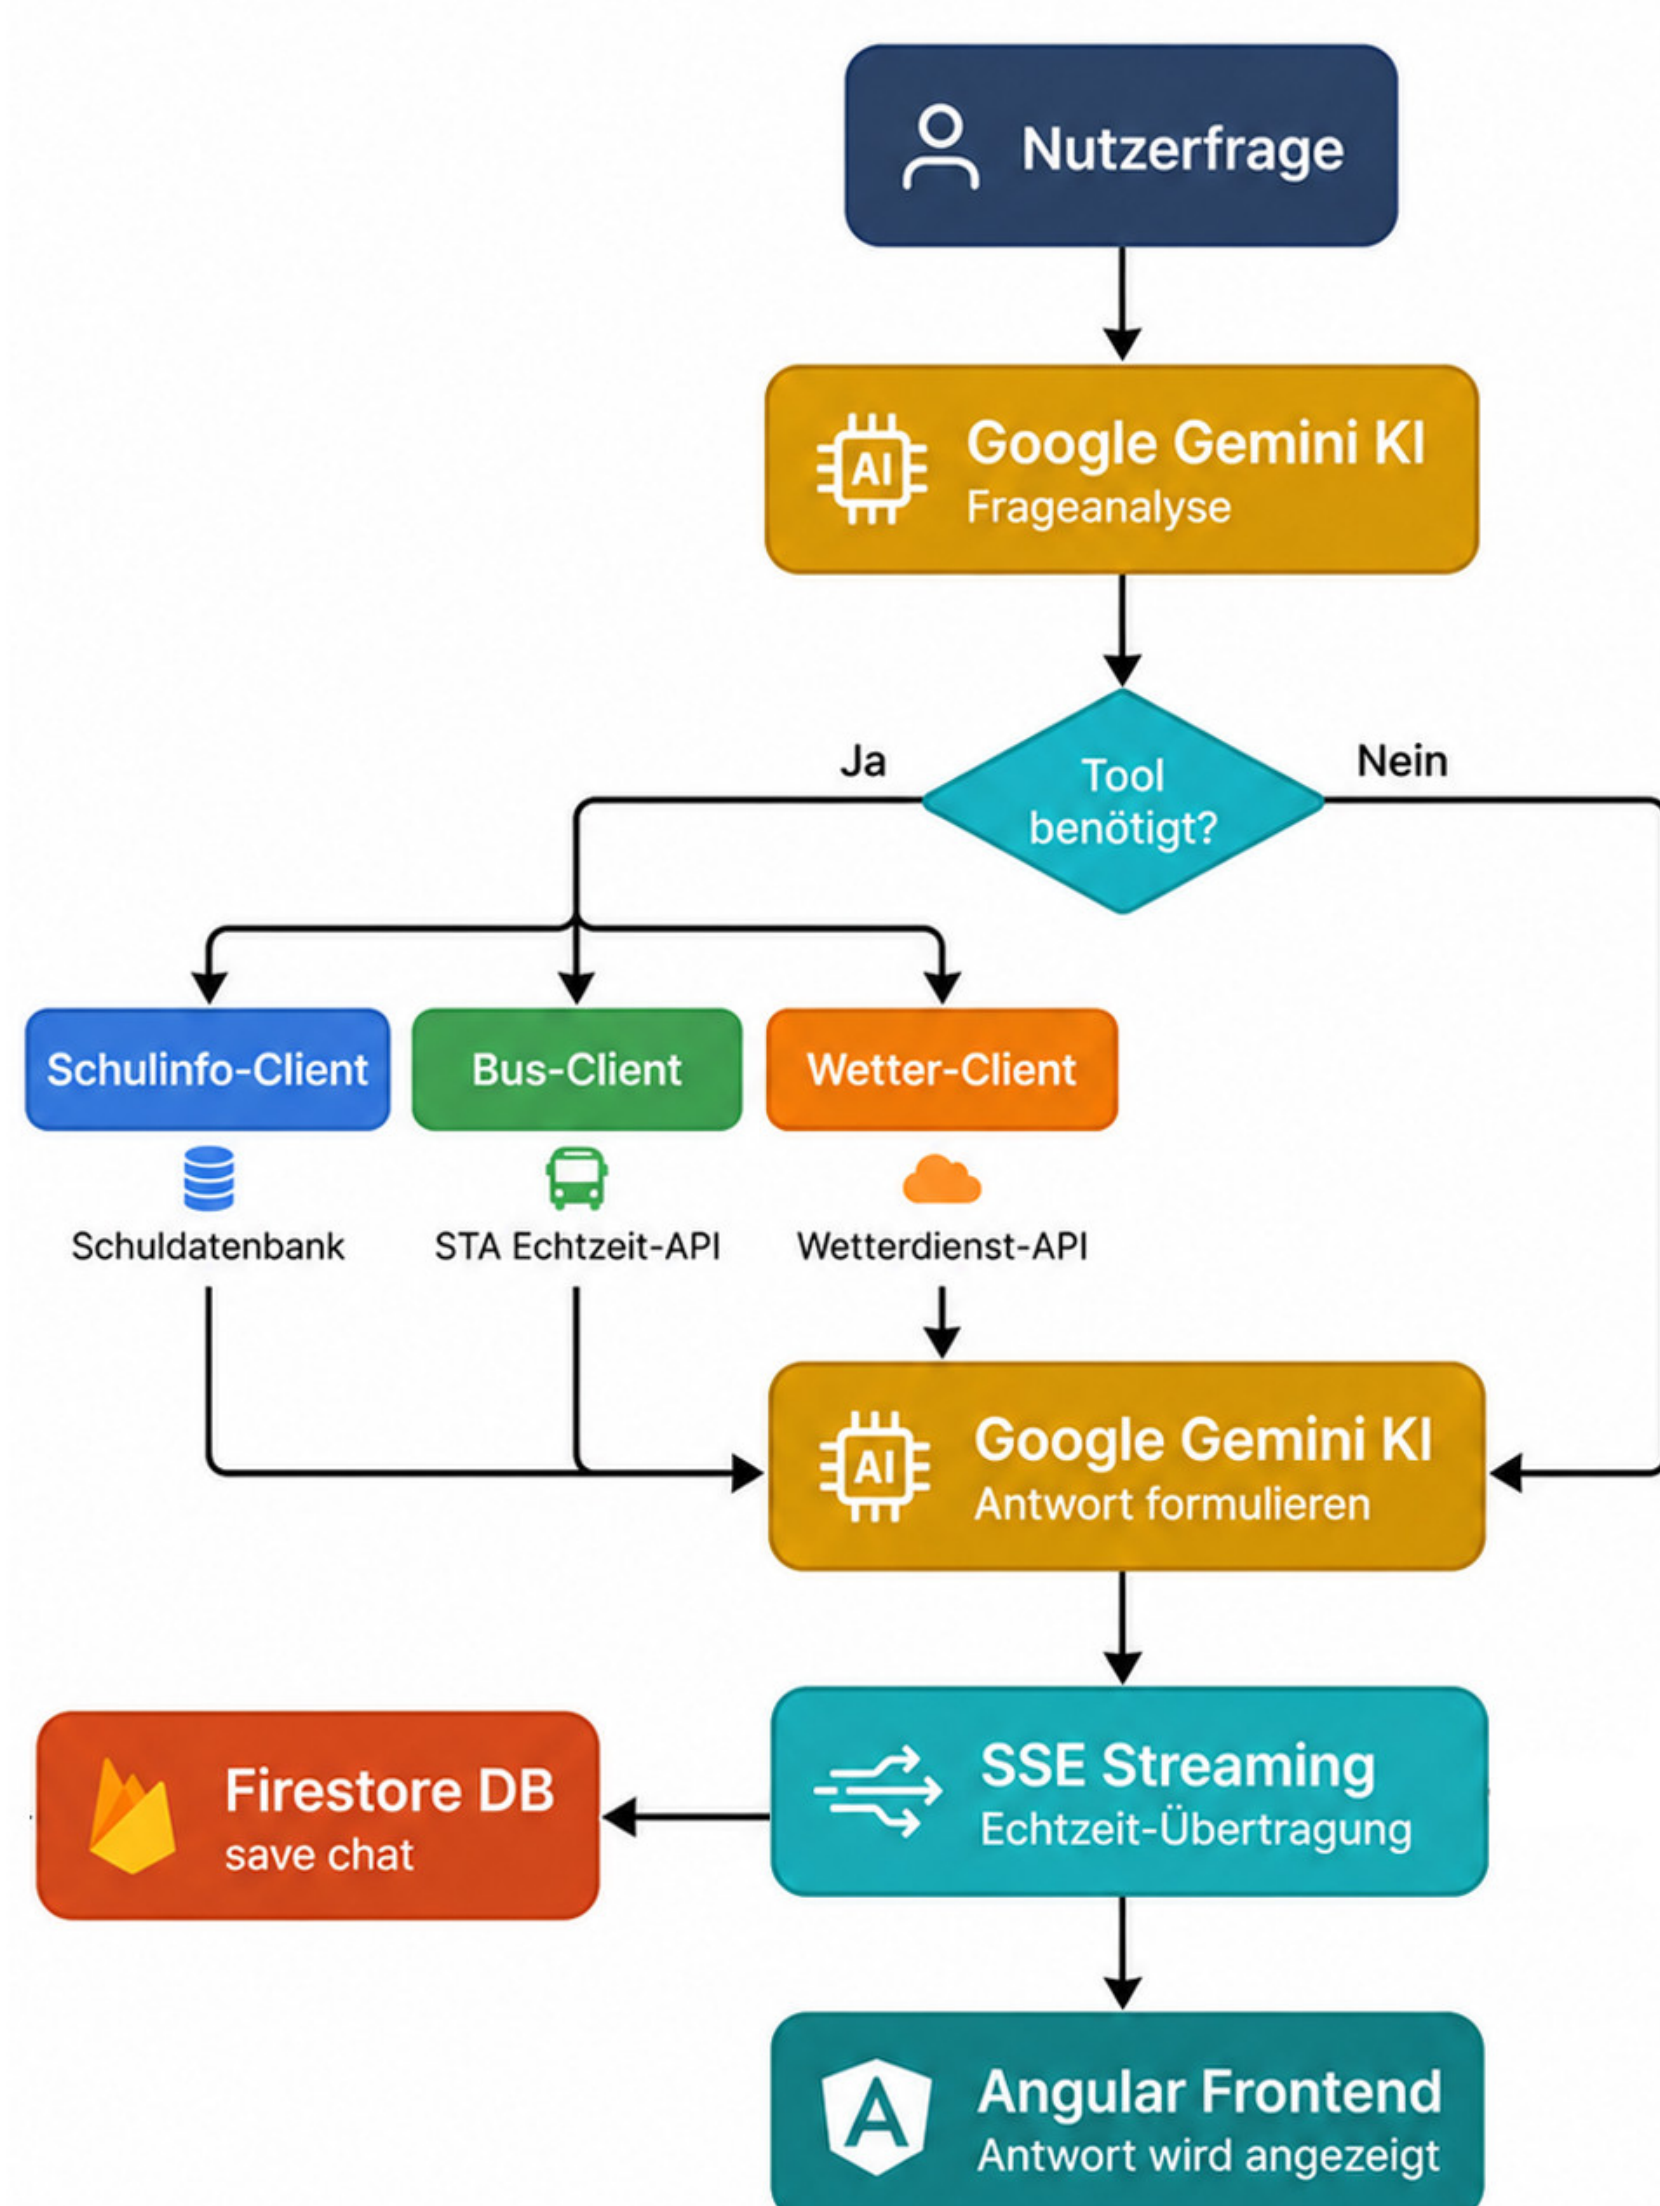 Nutzerfrage
AI
Google Gemini KI
Frageanalyse
Ja
Nein
Tool
benötigt?
Schulinfo-Client
Bus-Client
Wetter-Client
Schuldatenbank
STA Echtzeit-API
Wetterdienst-API
AI
Google Gemini KI
Antwort formulieren
SSE Streaming
Echtzeit-Übertragung
Firestore DB
save chat
A
Angular Frontend
Antwort wird angezeigt